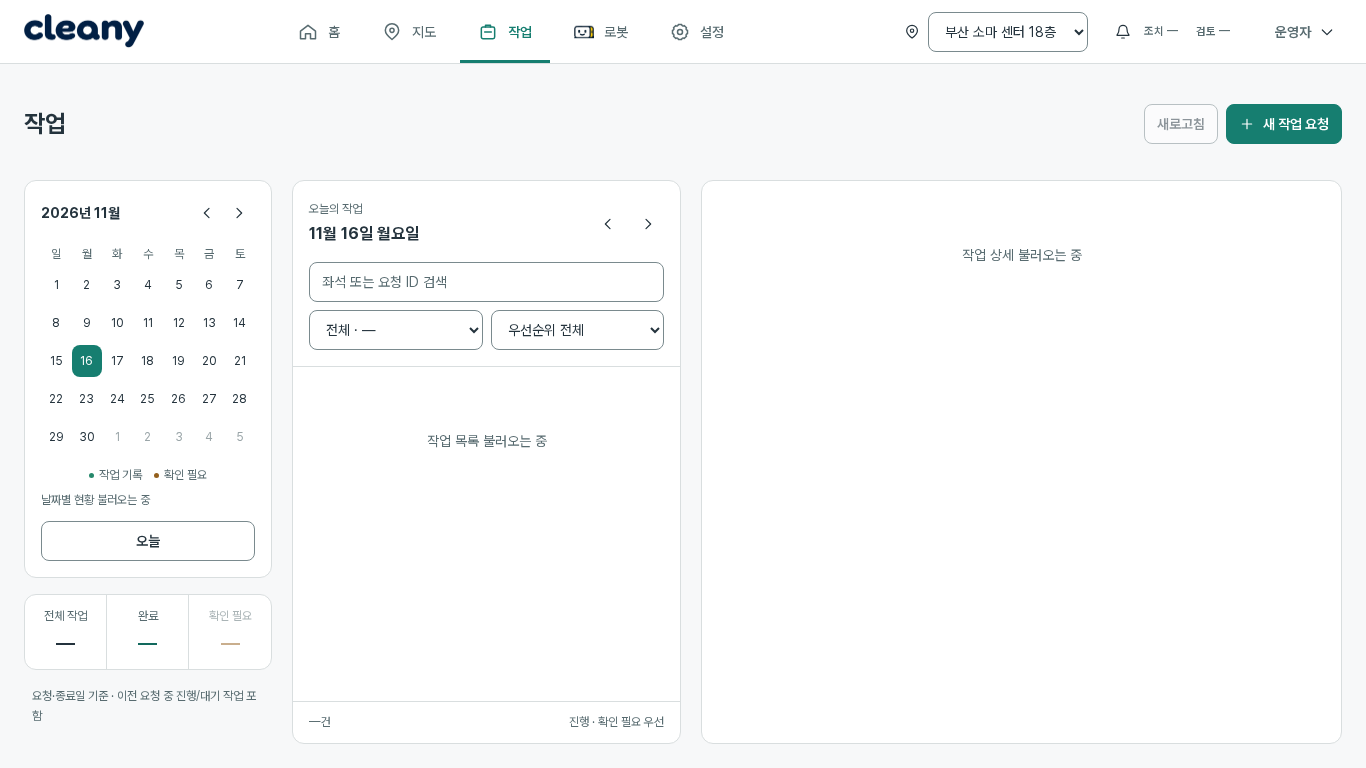 cleany
홈
지도
작업
로봇
설정
부산 소마 센터 18층
조치 —
검토 —
운영자
작업
새로고침
+ 새 작업 요청
2026년 11월
일 월 화 수 목 금 토
1 2 3 4 5 6 7
8 9 10 11 12 13 14
15 16 17 18 19 20 21
22 23 24 25 26 27 28
29 30 1 2 3 4 5
작업 기록 확인 필요
날짜별 현황 불러오는 중
오늘
전체 작업 완료 확인 필요
— — —
요청·종료일 기준 · 이전 요청 중 진행/대기 작업 포
함
오늘의 작업
11월 16일 월요일
좌석 또는 요청 ID 검색
전체 · —
우선순위 전체
작업 목록 불러오는 중
—건
진행 · 확인 필요 우선
작업 상세 불러오는 중